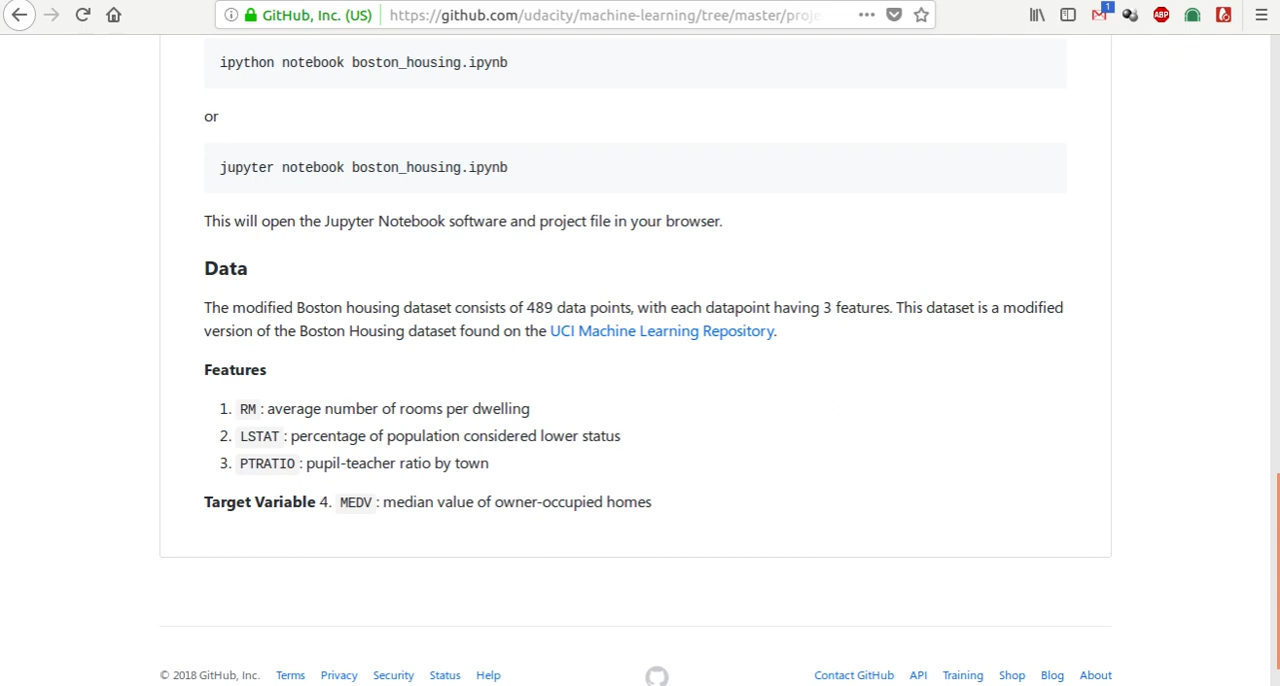 GitHub, Inc. (US) https://github.com/udacity/machine-learning/tree/master/proje
1
ABP
ipython notebook boston_housing.ipynb
or
jupyter notebook boston_housing.ipynb
This will open the Jupyter Notebook software and project file in your browser.
Data
The modified Boston housing dataset consists of 489 data points, with each datapoint having 3 features. This dataset is a modified
version of the Boston Housing dataset found on the UCI Machine Learning Repository.
Features
1. RM : average number of rooms per dwelling
2. LSTAT : percentage of population considered lower status
3. PTRATIO : pupil-teacher ratio by town
Target Variable 4. MEDV : median value of owner-occupied homes
© 2018 GitHub, Inc. Terms Privacy Security Status Help Contact GitHub API Training Shop Blog About